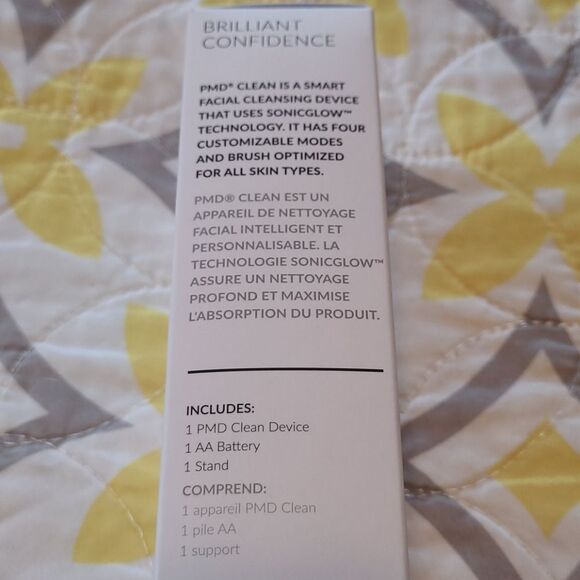 BRILLIANT
CONFIDENCE
PMD® CLEAN IS A SMART
FACIAL CLEANSING DEVICE
THAT USES SONICGLOW™
TECHNOLOGY. IT HAS FOUR
CUSTOMIZABLE MODES
AND BRUSH OPTIMIZED
FOR ALL SKIN TYPES.
PMD® CLEAN EST UN
APPAREIL DE NETTOYAGE
FACIAL INTELLIGENT ET
PERSONNALISABLE. LA
TECHNOLOGIE SONICGLOW™
ASSURE UN NETTOYAGE
PROFOND ET MAXIMISE
L'ABSORPTION DU PRODUIT.
INCLUDES:
1 PMD Clean Device
1 AA Battery
1 Stand
COMPREND:
1 appareil PMD Clean
1 pile AA
1 support